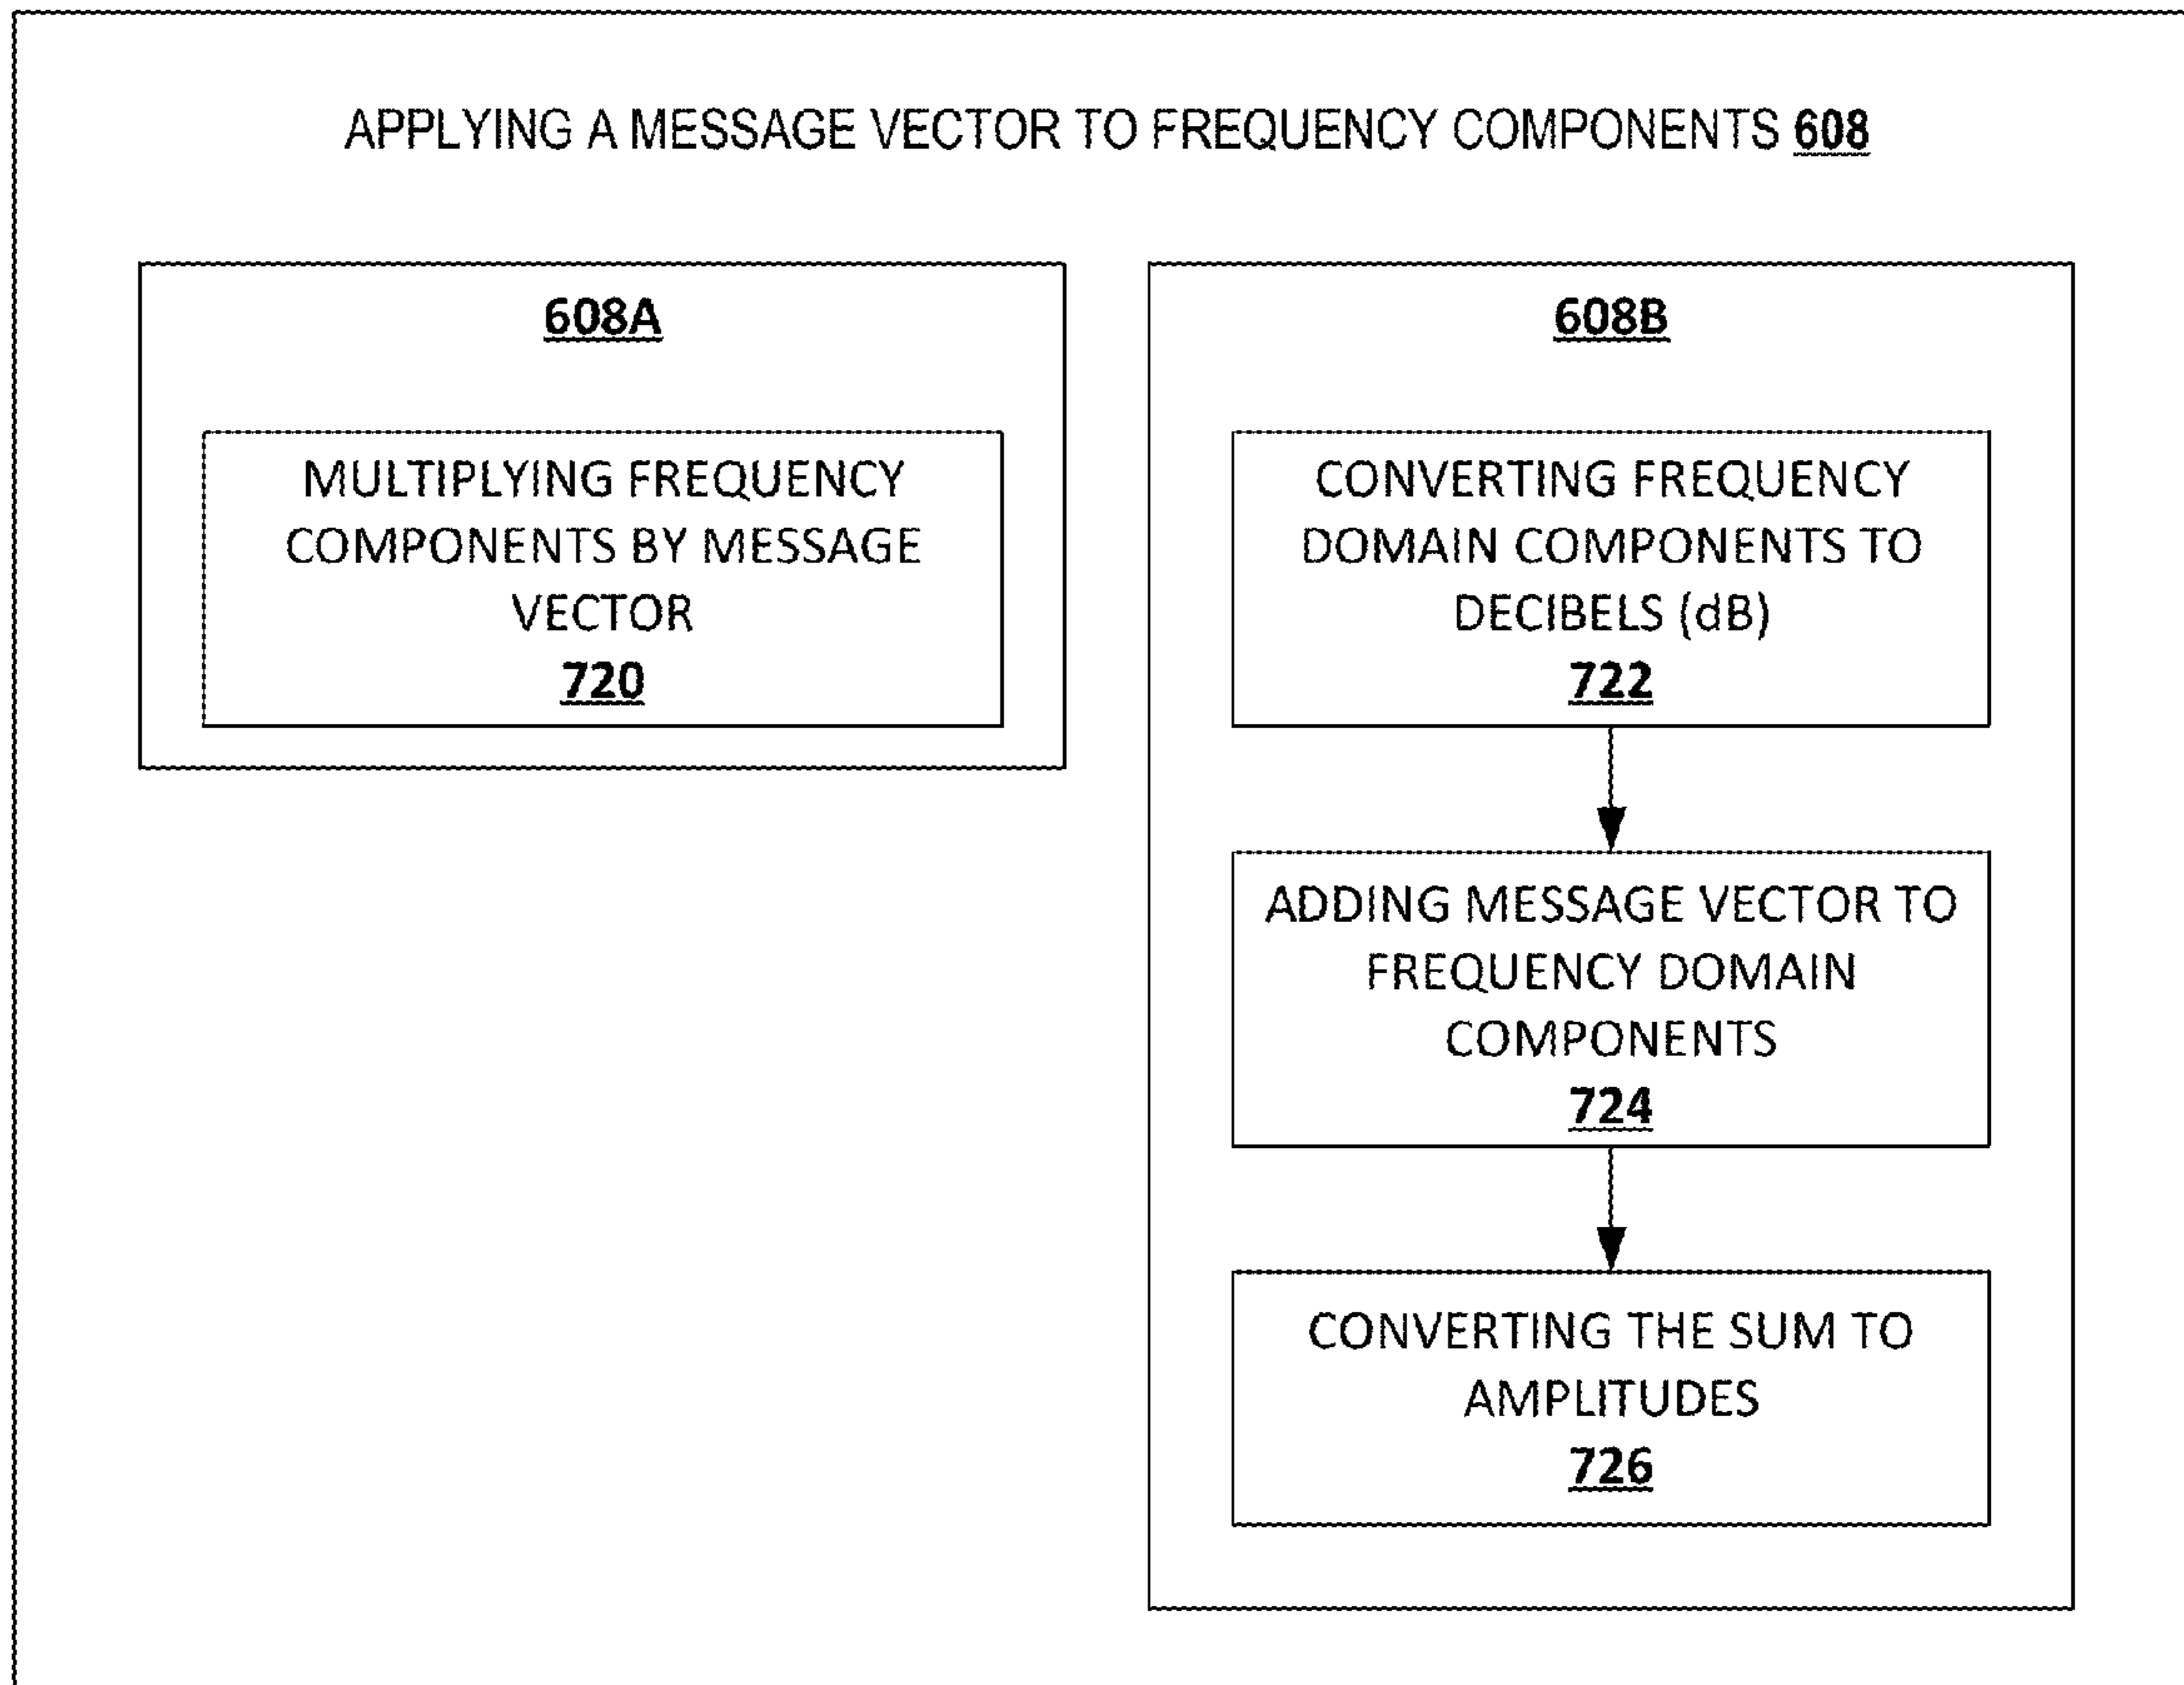 APPLYING A MESSAGE VECTOR TO FREQUENCY COMPONENTS 608
608A
MULTIPLYING FREQUENCY
COMPONENTS BY MESSAGE
VECTOR
720
608B
CONVERTING FREQUENCY
DOMAIN COMPONENTS TO
DECIBELS (dB)
722
ADDING MESSAGE VECTOR TO
FREQUENCY DOMAIN
COMPONENTS
724
CONVERTING THE SUM TO
AMPLITUDES
726